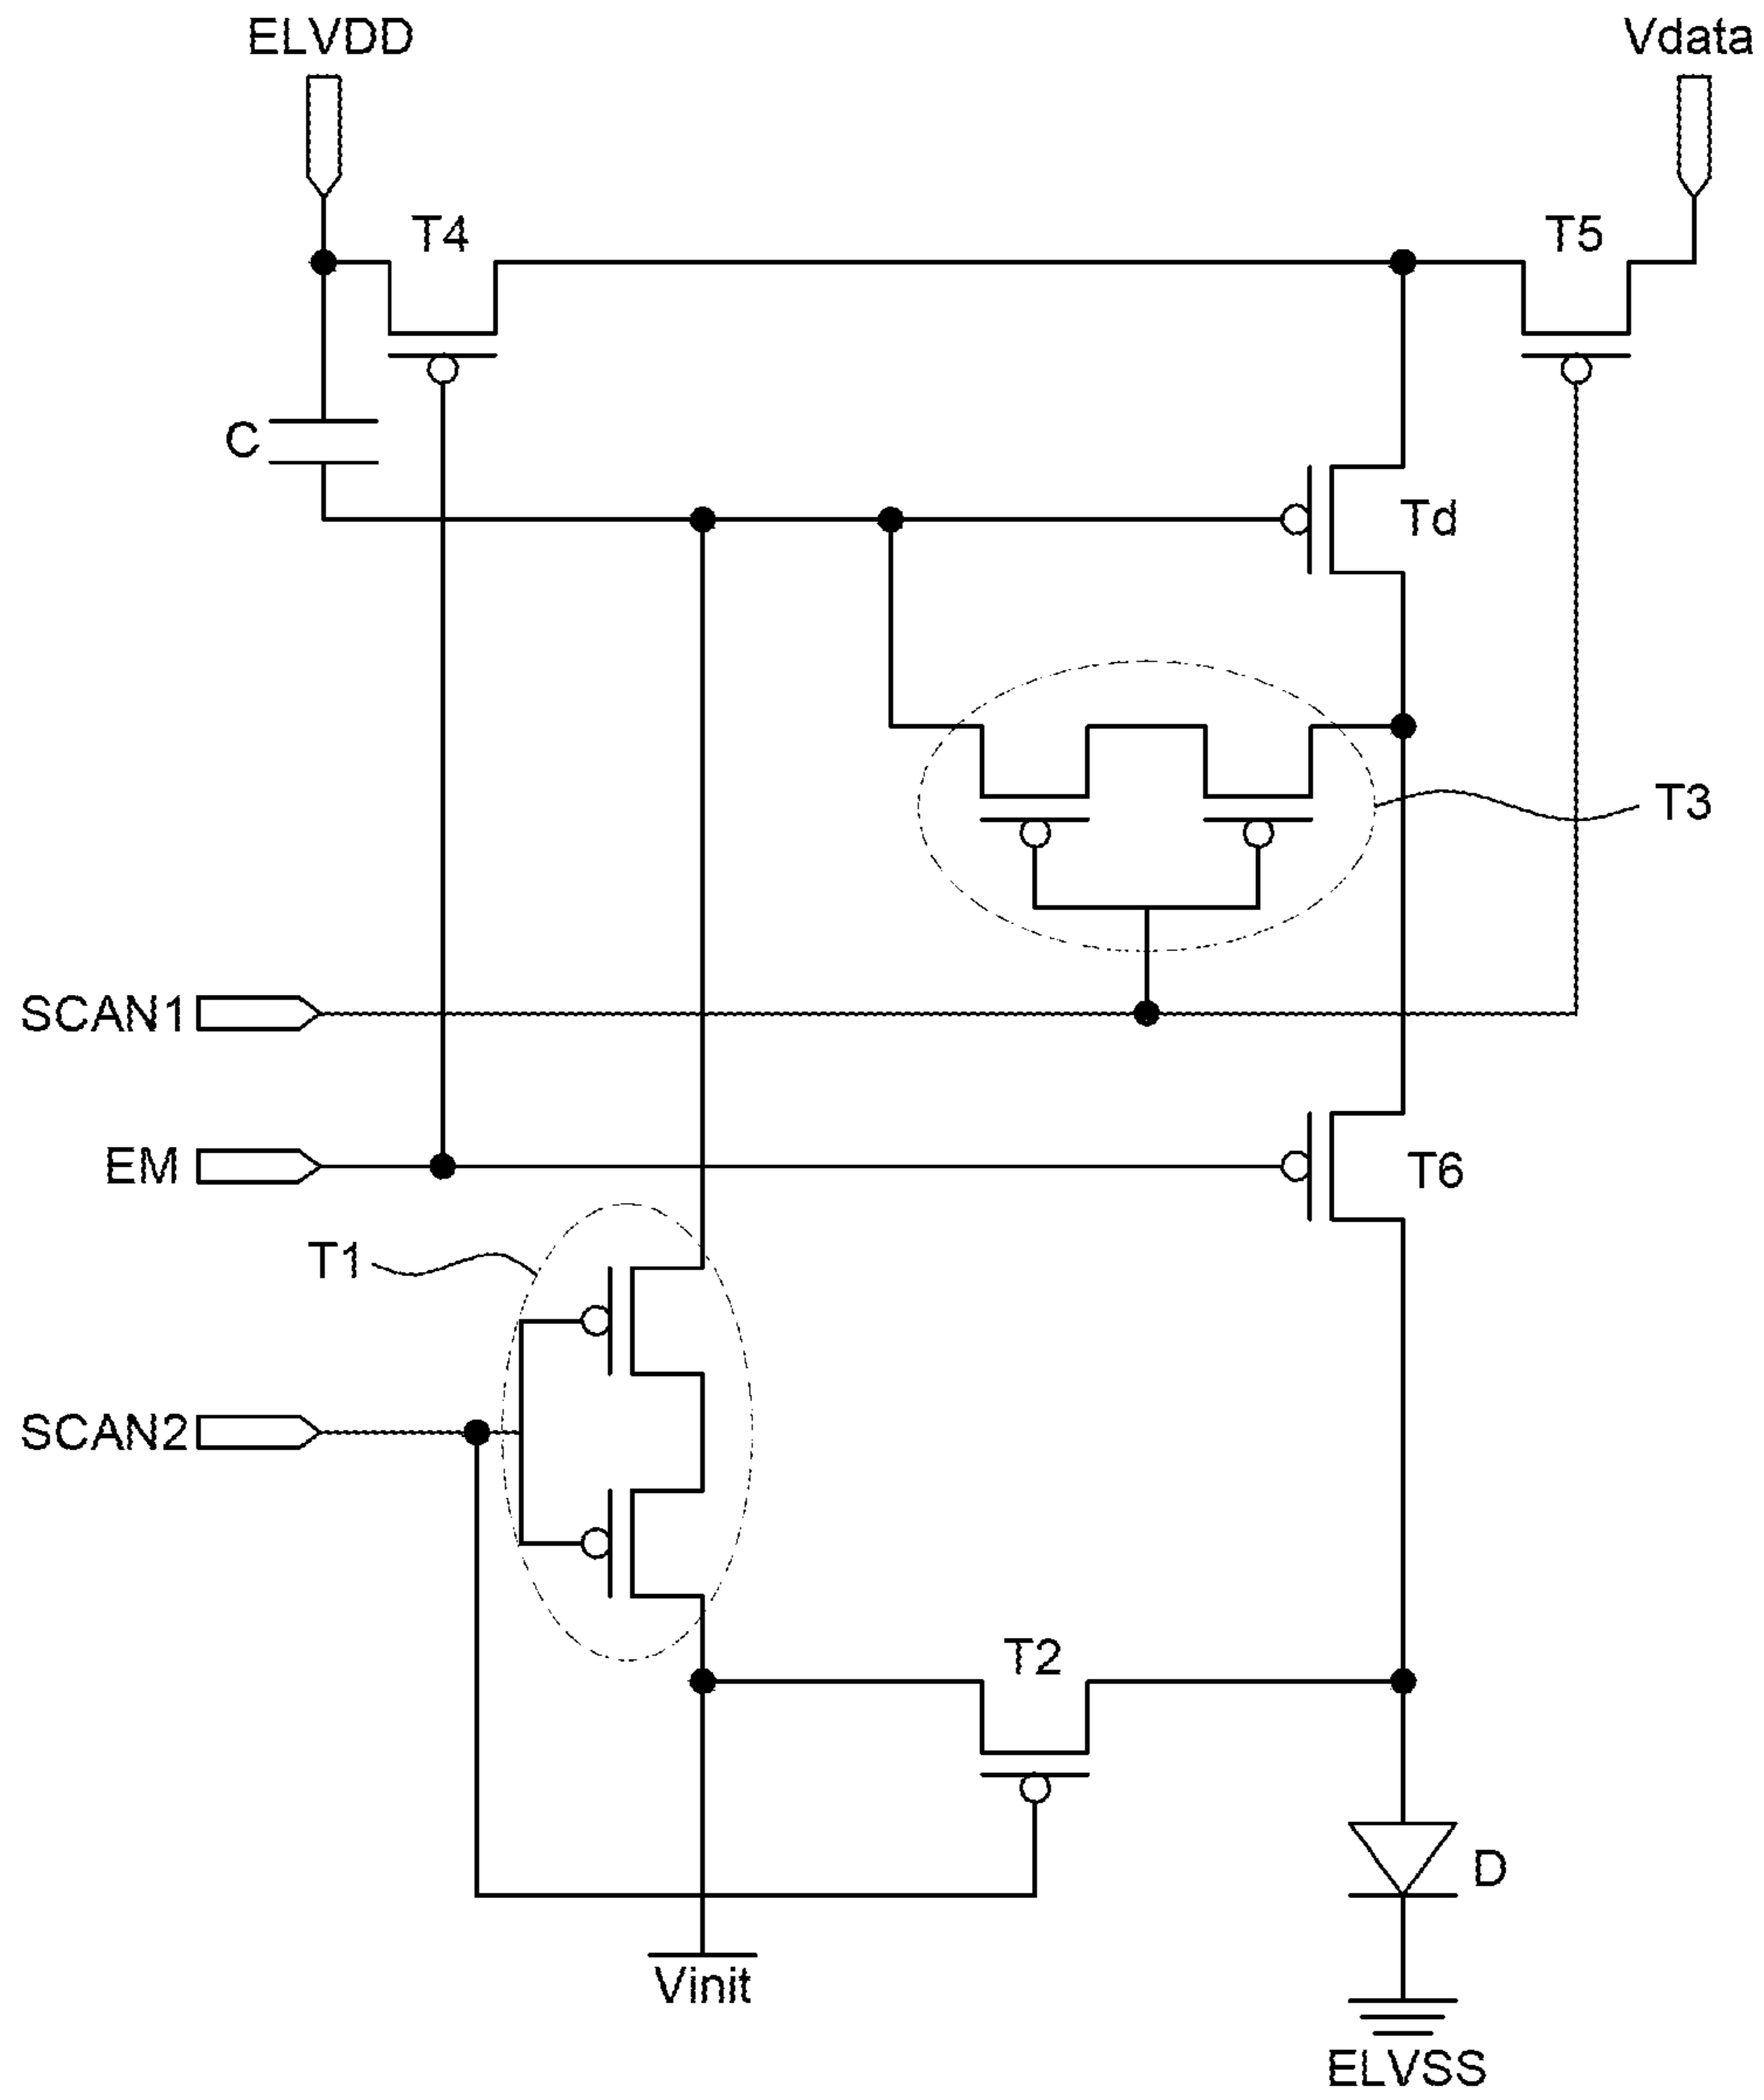 ELVDD
Vdata
T4
T5
C
Td
T3
SCAN1
EM
T6
T1
SCAN2
T2
D
Vinit
ELVSS